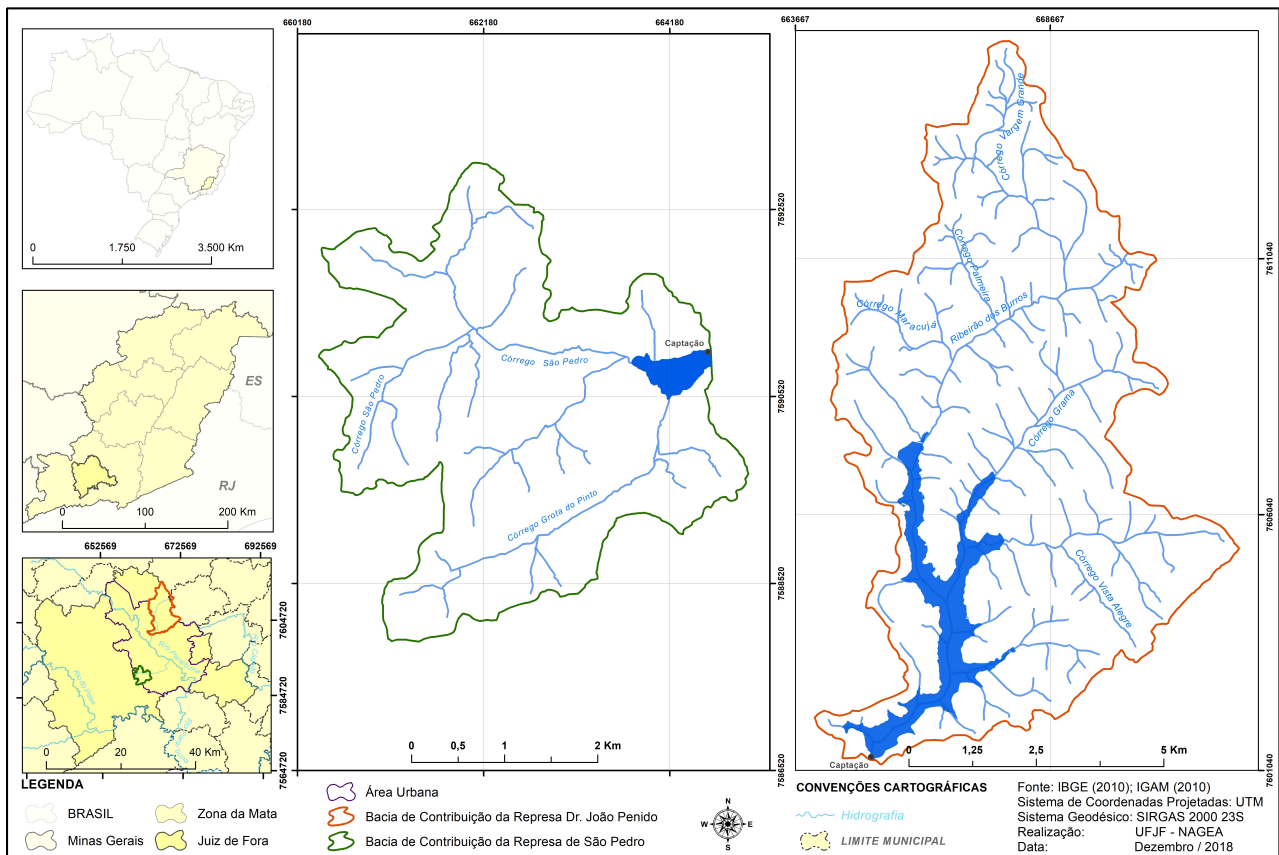 660180
662180
664180
663667
668667
0
1.750
3.500 Km
ES
RJ
0
100
200 Km
652569
672569
692569
7604720
7584720
7564720
Rio do Peixe
0
20
40 Km
7592520
7590520
7588520
7586520
Captação
Córrego São Pedro
Córrego São Pedro
Córrego Grota do Pinto
0
0,5
1
2 Km
7611040
7606040
7601040
Córrego Vargem Grande
Córrego Palmeira
Córrego Maracujá
Ribeirão dos Burros
Córrego Grama
Córrego Vista Alegre
Captação
0
1,25
2,5
5 Km
LEGENDA
BRASIL
Zona da Mata
Minas Gerais
Juiz de Fora
Área Urbana
Bacia de Contribuição da Represa Dr. João Penido
Bacia de Contribuição da Represa de São Pedro
N
W
E
S
CONVENÇÕES CARTOGRÁFICAS
Hidrografia
LIMITE MUNICIPAL
Fonte: IBGE (2010); IGAM (2010)
Sistema de Coordenadas Projetadas: UTM
Sistema Geodésico: SIRGAS 2000 23S
Realização: UFJF - NAGEA
Data: Dezembro / 2018